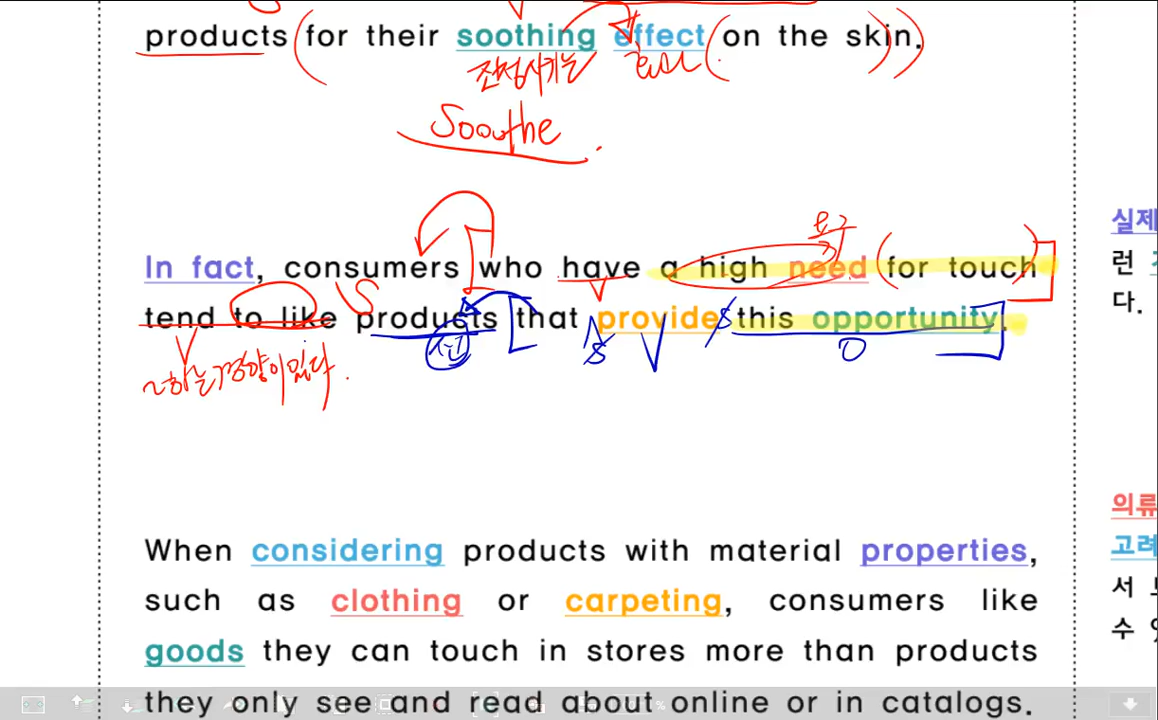 products (for their soothing effect (on the skin.))
진정시키는 효과
Soothe.
욕구
실제
In fact, consumers who have a high need (for touch)
런
tend to like products that provide this opportunity.
다.
S
V
O
~하는 경향이 있다.
의류
When considering products with material properties,
고려
such as clothing or carpeting, consumers like
서
goods they can touch in stores more than products
수
they only see and read about online or in catalogs.